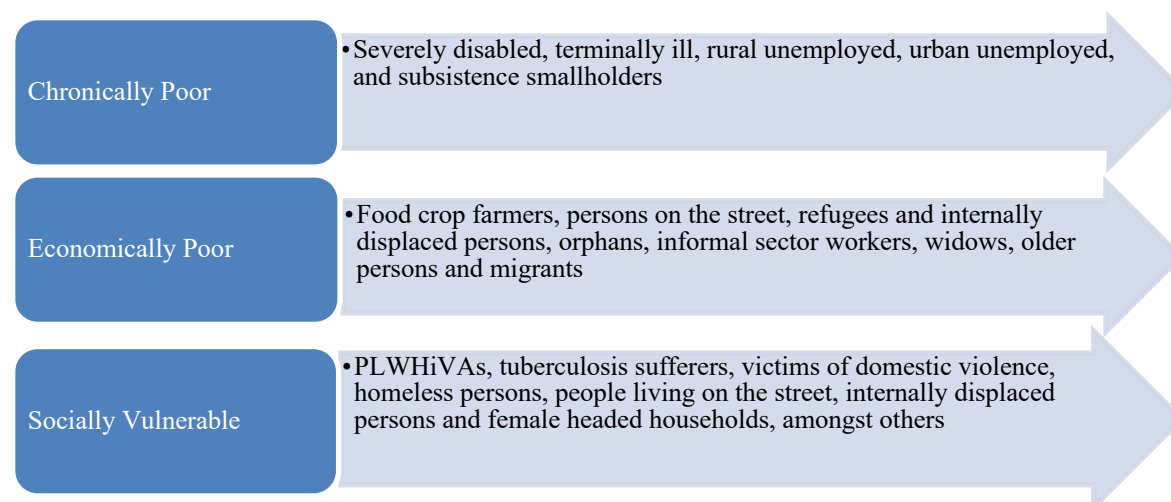 Chronically Poor
•Severely disabled, terminally ill, rural unemployed, urban unemployed,
and subsistence smallholders
Economically Poor
•Food crop farmers, persons on the street, refugees and internally
displaced persons, orphans, informal sector workers, widows, older
persons and migrants
Socially Vulnerable
•PLWHiVAs, tuberculosis sufferers, victims of domestic violence,
homeless persons, people living on the street, internally displaced
persons and female headed households, amongst others